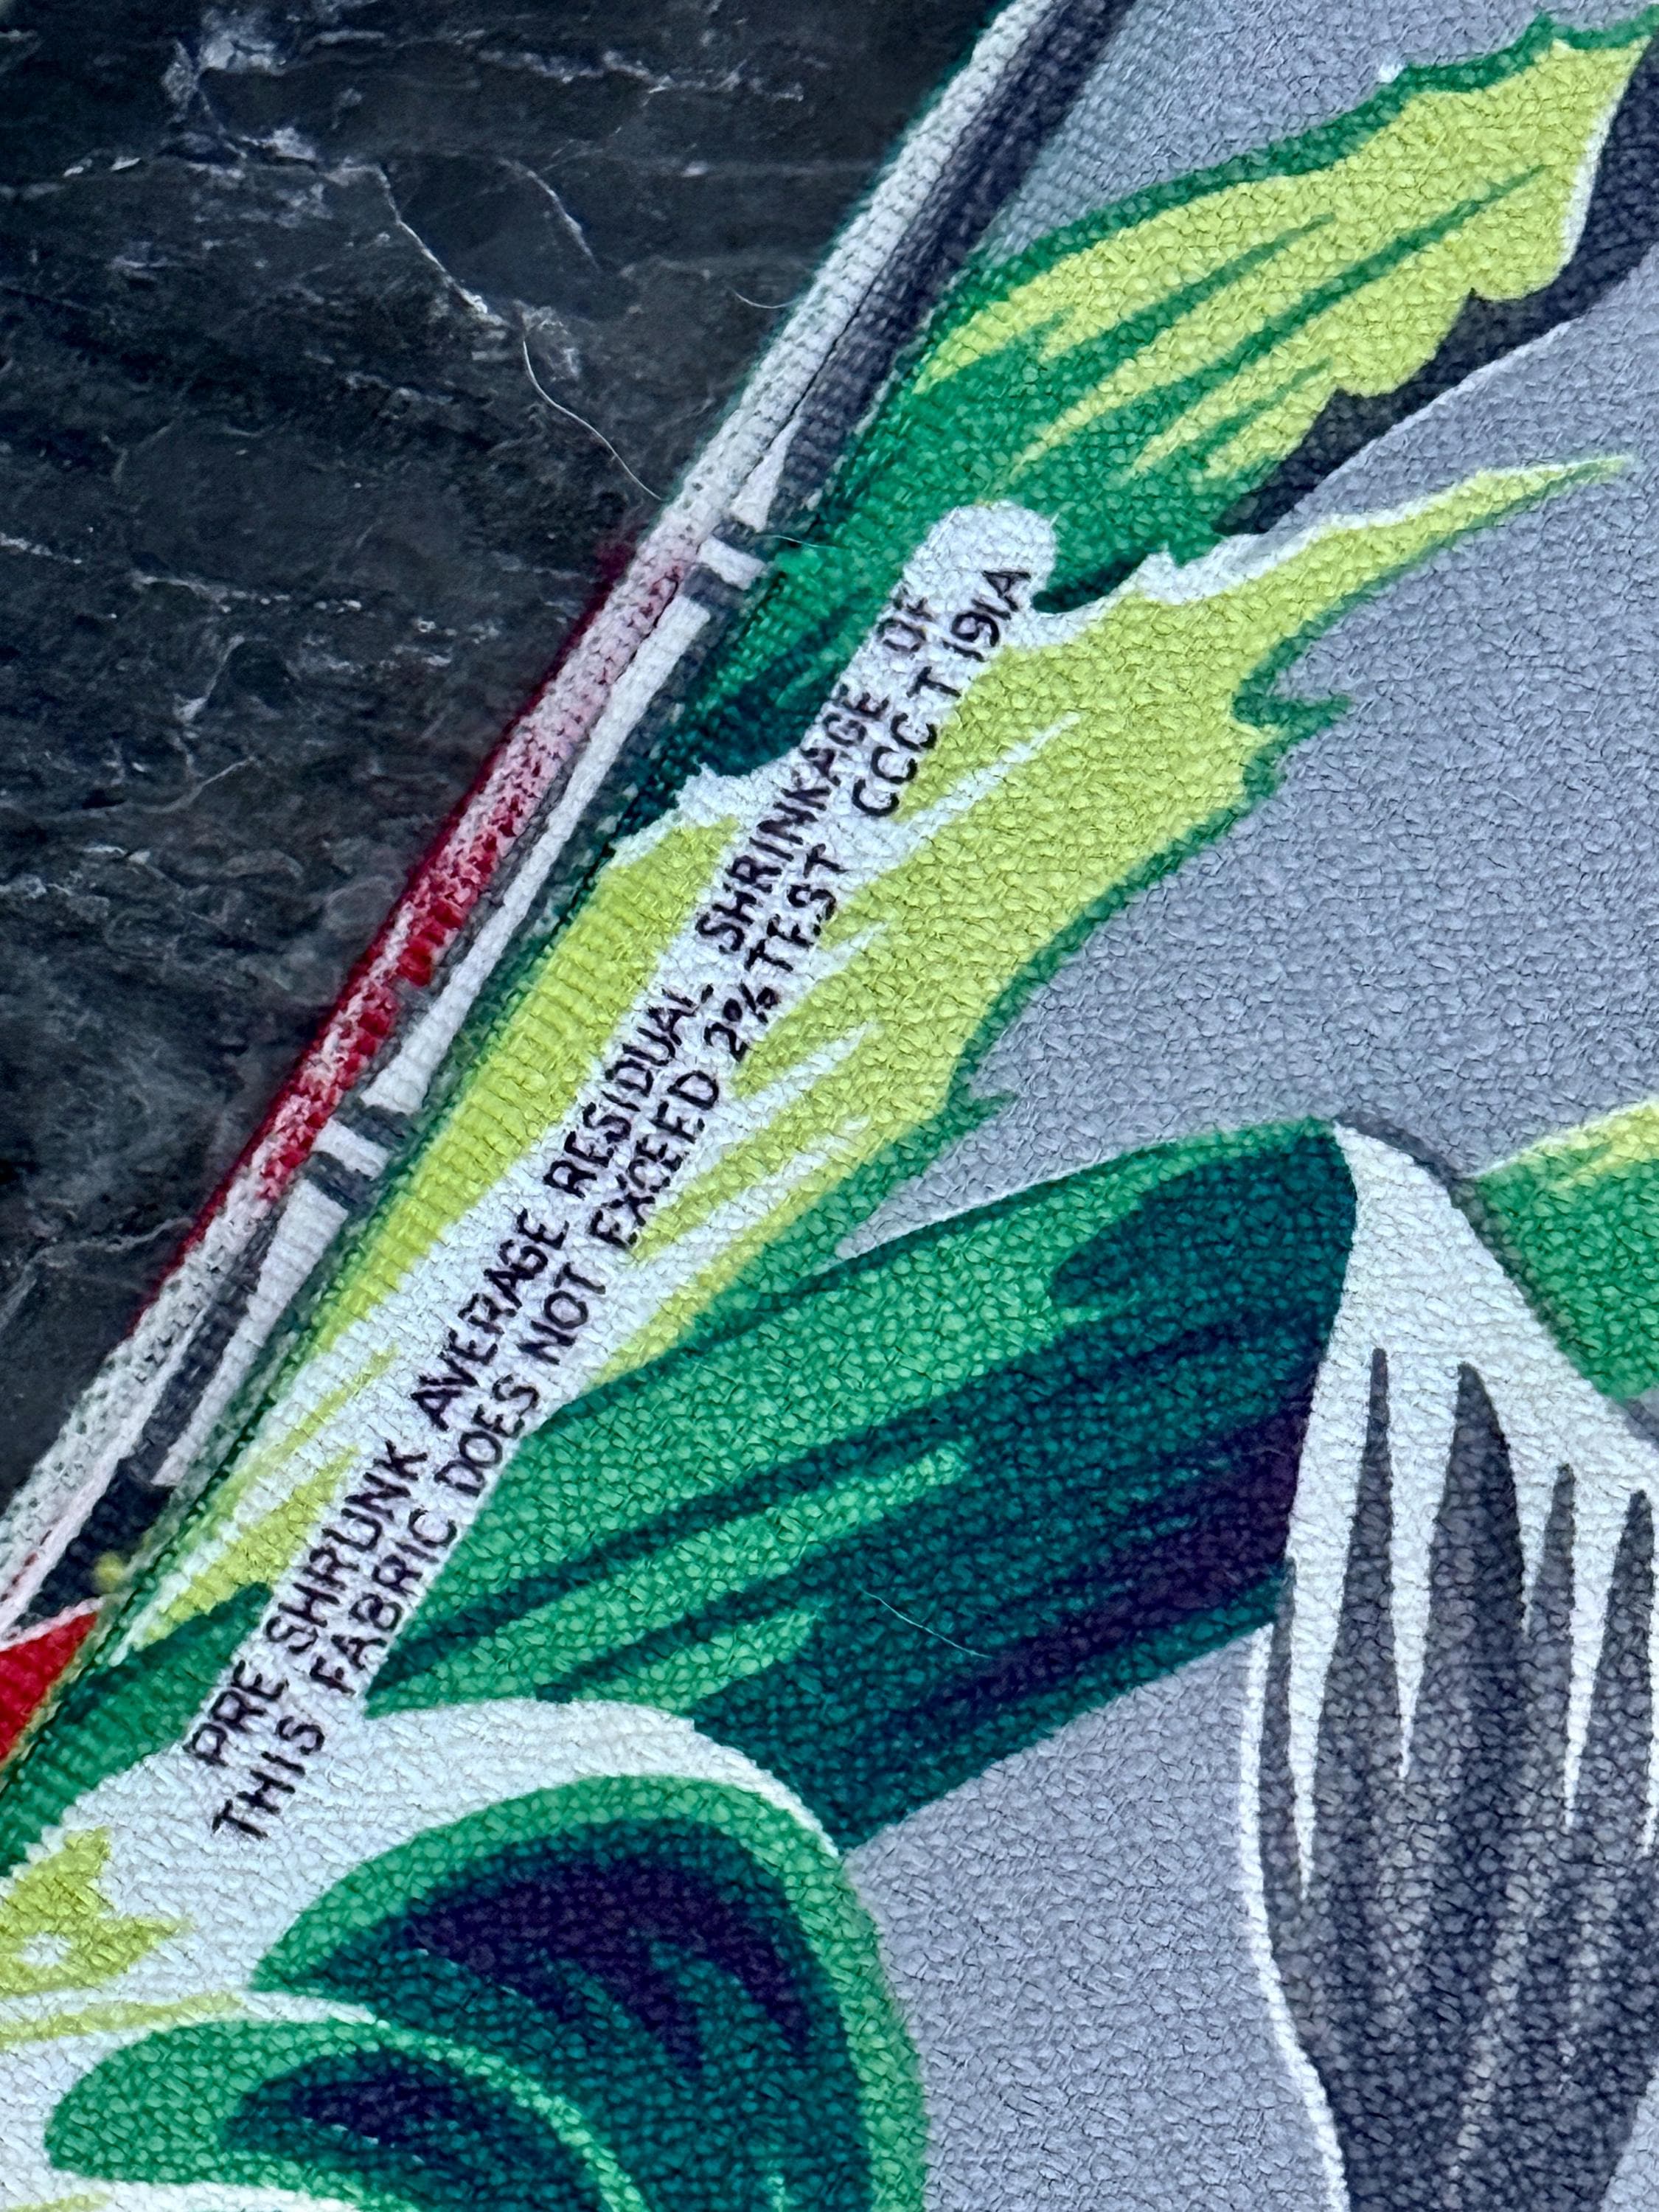 PRE SHRUNK AVERAGE RESIDUAL SHRINKAGE OF
THIS FABRIC DOES NOT EXCEED 2% TEST CCC T 191A